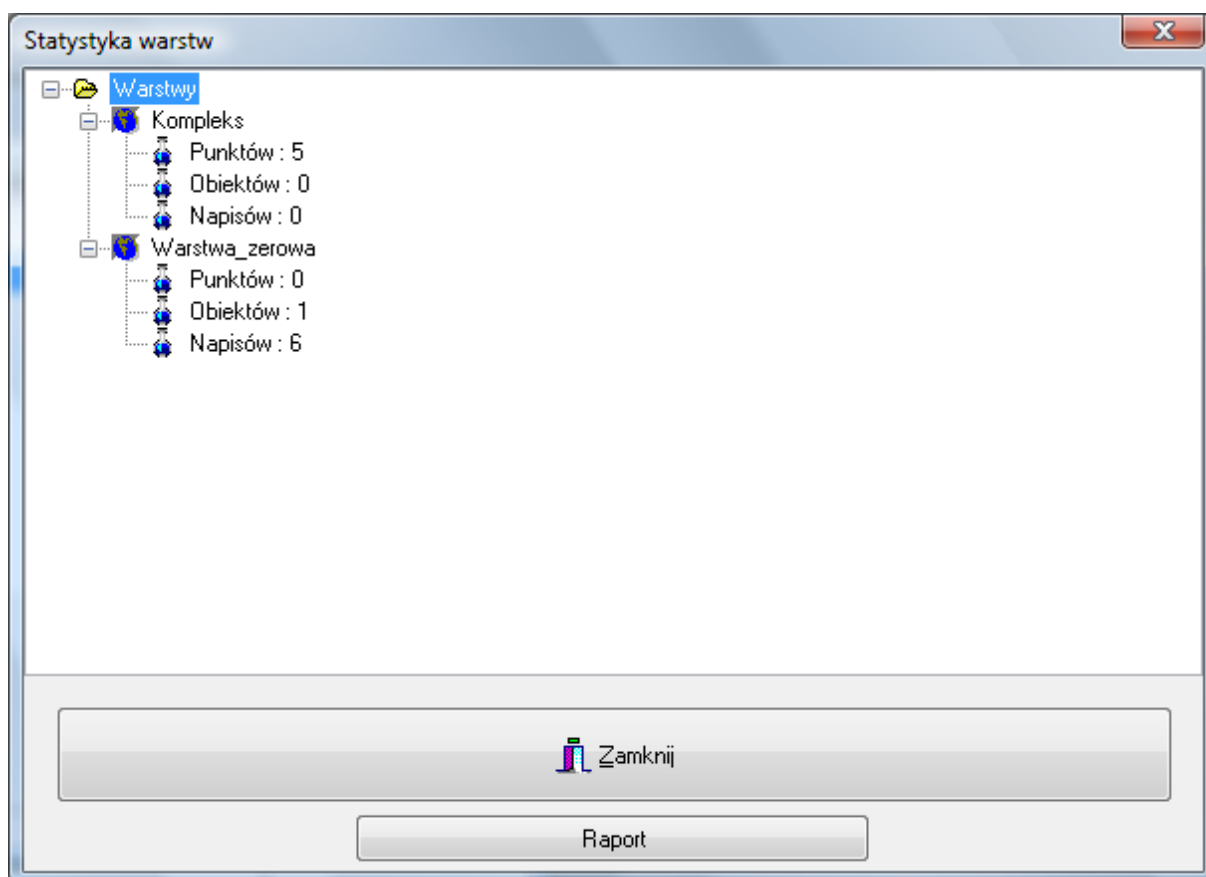 Statystyka warstw
Warstwy
Kompleks
Punktów : 5
Obiektów : 0
Napisów : 0
Warstwa_zerowa
Punktów : 0
Obiektów : 1
Napisów : 6
Zamknij
Raport